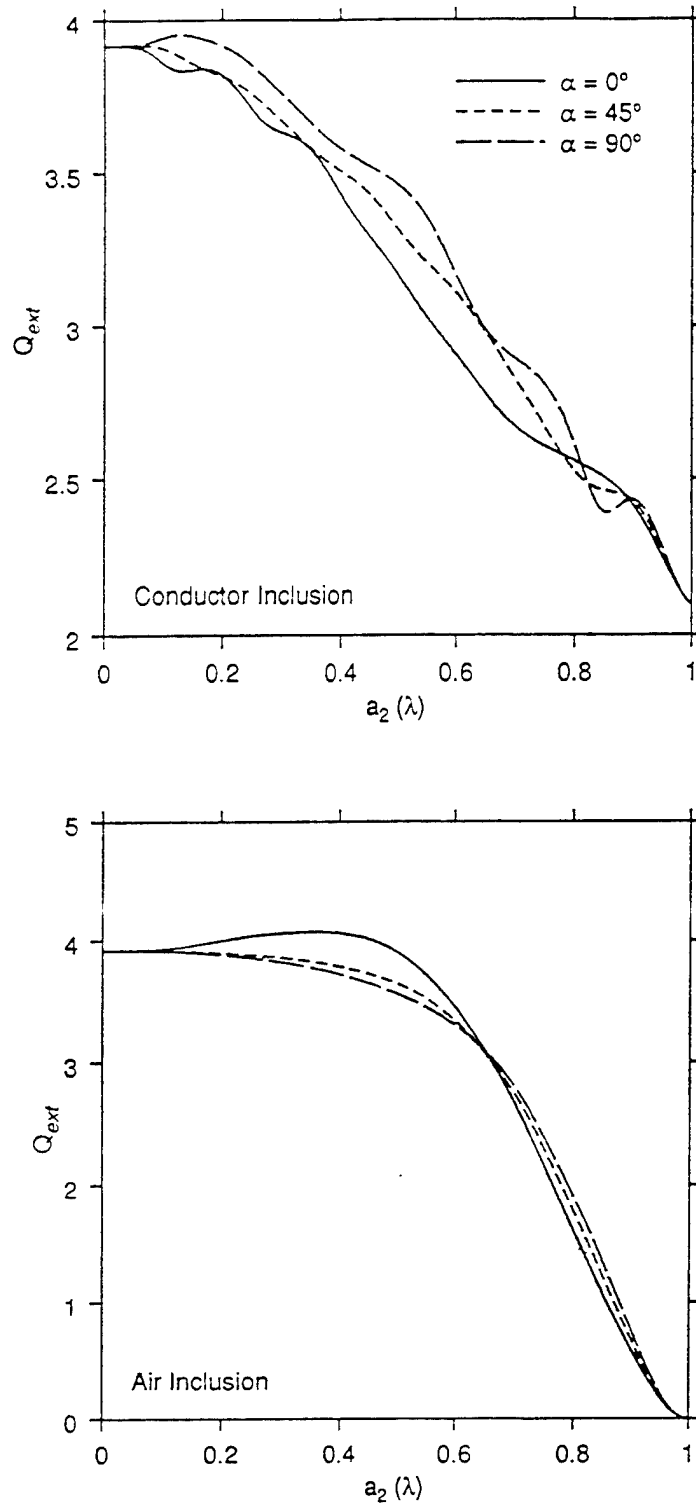 4
α = 0°
α = 45°
α = 90°
3.5
Q_ext
3
2.5
Conductor Inclusion
2
0
0.2
0.4
0.6
0.8
1
a₂ (λ)
5
4
3
Q_ext
2
1
Air Inclusion
0
0
0.2
0.4
0.6
0.8
1
a₂ (λ)